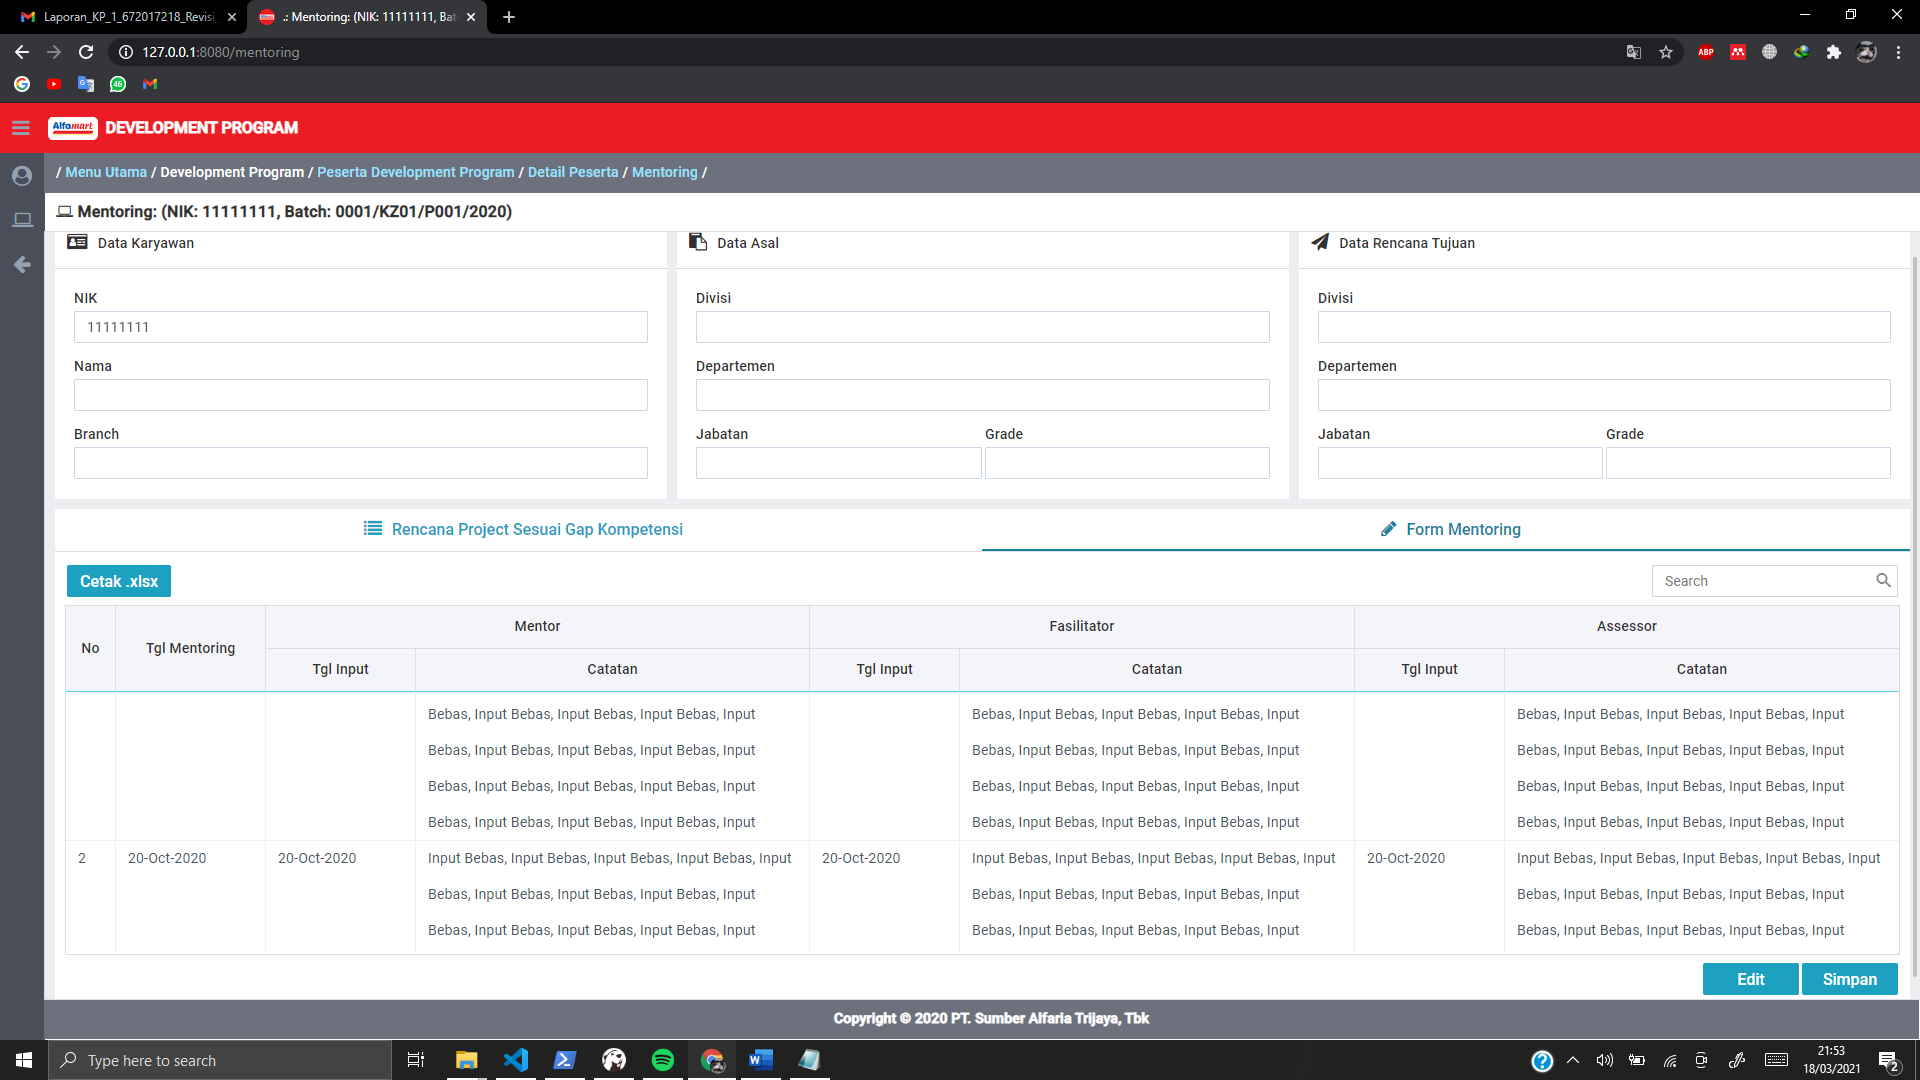 Laporan_KP_1_672017218_Revisi
.: Mentoring: (NIK: 11111111, Bat
127.0.0.1:8080/mentoring
ABP
46
Alfamart DEVELOPMENT PROGRAM
/ Menu Utama / Development Program / Peserta Development Program / Detail Peserta / Mentoring /
Mentoring: (NIK: 11111111, Batch: 0001/KZ01/P001/2020)
Data Karyawan
Data Asal
Data Rencana Tujuan
NIK
Divisi
Divisi
11111111
Nama
Departemen
Departemen
Branch
Jabatan
Grade
Jabatan
Grade
Rencana Project Sesuai Gap Kompetensi
Form Mentoring
Cetak .xlsx
Search
No
Tgl Mentoring
Mentor
Fasilitator
Assessor
Tgl Input
Catatan
Tgl Input
Catatan
Tgl Input
Catatan
Bebas, Input Bebas, Input Bebas, Input Bebas, Input
Bebas, Input Bebas, Input Bebas, Input Bebas, Input
Bebas, Input Bebas, Input Bebas, Input Bebas, Input
Bebas, Input Bebas, Input Bebas, Input Bebas, Input
Bebas, Input Bebas, Input Bebas, Input Bebas, Input
Bebas, Input Bebas, Input Bebas, Input Bebas, Input
Bebas, Input Bebas, Input Bebas, Input Bebas, Input
Bebas, Input Bebas, Input Bebas, Input Bebas, Input
Bebas, Input Bebas, Input Bebas, Input Bebas, Input
Bebas, Input Bebas, Input Bebas, Input Bebas, Input
Bebas, Input Bebas, Input Bebas, Input Bebas, Input
Bebas, Input Bebas, Input Bebas, Input Bebas, Input
2
20-Oct-2020
20-Oct-2020
Input Bebas, Input Bebas, Input Bebas, Input Bebas, Input
20-Oct-2020
Input Bebas, Input Bebas, Input Bebas, Input Bebas, Input
20-Oct-2020
Input Bebas, Input Bebas, Input Bebas, Input Bebas, Input
Bebas, Input Bebas, Input Bebas, Input Bebas, Input
Bebas, Input Bebas, Input Bebas, Input Bebas, Input
Bebas, Input Bebas, Input Bebas, Input Bebas, Input
Bebas, Input Bebas, Input Bebas, Input Bebas, Input
Bebas, Input Bebas, Input Bebas, Input Bebas, Input
Bebas, Input Bebas, Input Bebas, Input Bebas, Input
Edit
Simpan
Copyright © 2020 PT. Sumber Alfaria Trijaya, Tbk
Type here to search
21:53
18/03/2021
2